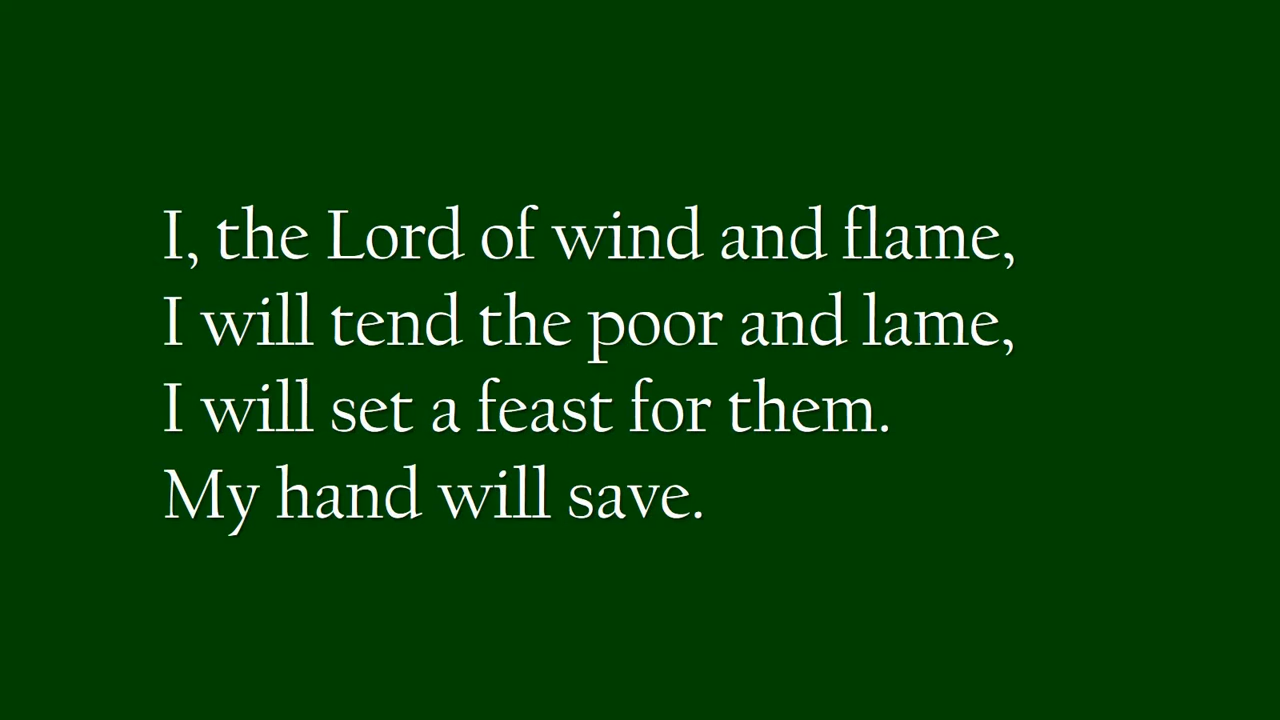 I, the Lord of wind and flame,
I will tend the poor and lame,
I will set a feast for them.
My hand will save.